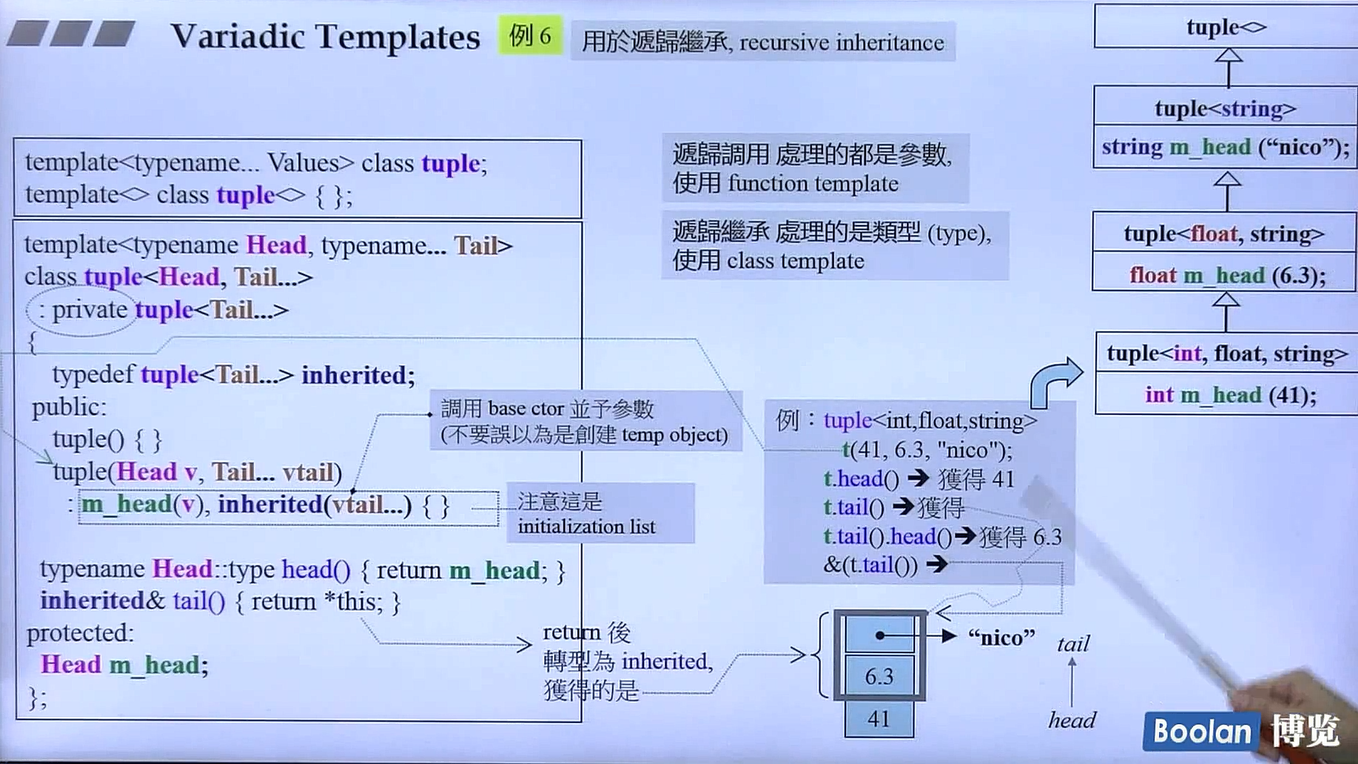 Variadic Templates
例 6
用於遞歸繼承, recursive inheritance
template<typename... Values> class tuple;
template<> class tuple<> { };
template<typename Head, typename... Tail>
class tuple<Head, Tail...>
: private tuple<Tail...>
{
typedef tuple<Tail...> inherited;
public:
tuple() { }
tuple(Head v, Tail... vtail)
: m_head(v), inherited(vtail...) { }
typename Head::type head() { return m_head; }
inherited& tail() { return *this; }
protected:
Head m_head;
};
遞歸調用 處理的都是參數,
使用 function template
遞歸繼承 處理的是類型 (type),
使用 class template
調用 base ctor 並予參數
(不要誤以為是創建 temp object)
注意這是
initialization list
return 後
轉型為 inherited,
獲得的是
例：tuple<int,float,string>
t(41, 6.3, "nico");
t.head() ➔ 獲得 41
t.tail() ➔獲得
t.tail().head()➔獲得 6.3
&(t.tail()) ➔
“nico”
6.3
41
tail
head
tuple<>
tuple<string>
string m_head (“nico”);
tuple<float, string>
float m_head (6.3);
tuple<int, float, string>
int m_head (41);
Boolan 博览